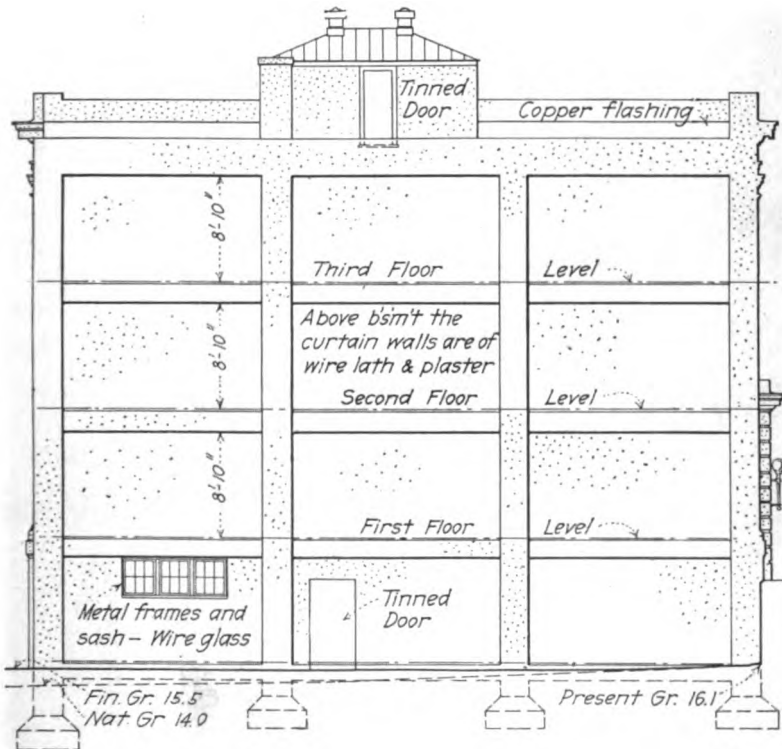 Tinned
Door
Copper flashing
8'-10"
Third Floor
Level
Above b'sm't the
curtain walls are of
wire lath & plaster
8'-10"
Second Floor
Level
8'-10"
First Floor
Level
Metal frames and
sash - Wire glass
Tinned
Door
Fin. Gr. 15.5
Nat. Gr 14.0
Present Gr. 16.1'